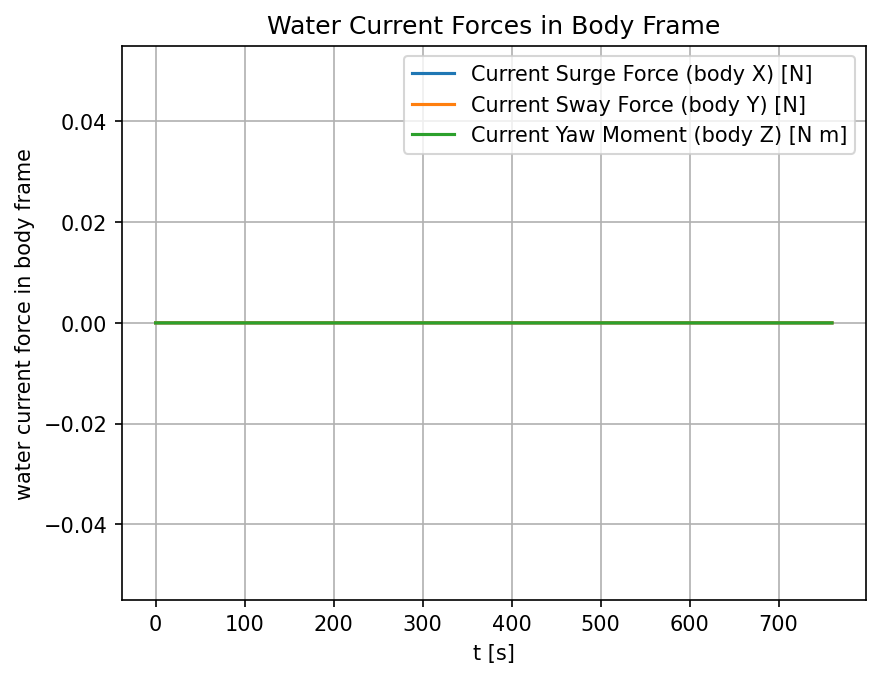 Water Current Forces in Body Frame
Current Surge Force (body X) [N]
Current Sway Force (body Y) [N]
Current Yaw Moment (body Z) [N m]
water current force in body frame
0.04
0.02
0.00
−0.02
−0.04
0 100 200 300 400 500 600 700
t [s]